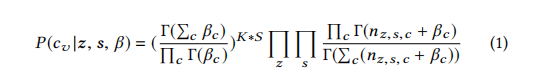 P(c_v|z, s, β) = (Γ(∑_c β_c) / ∏_c Γ(β_c))^{K∗S} ∏_z ∏_s ∏_c Γ(n_{z,s,c} + β_c) / Γ(∑_c(n_{z,s,c} + β_c)) (1)